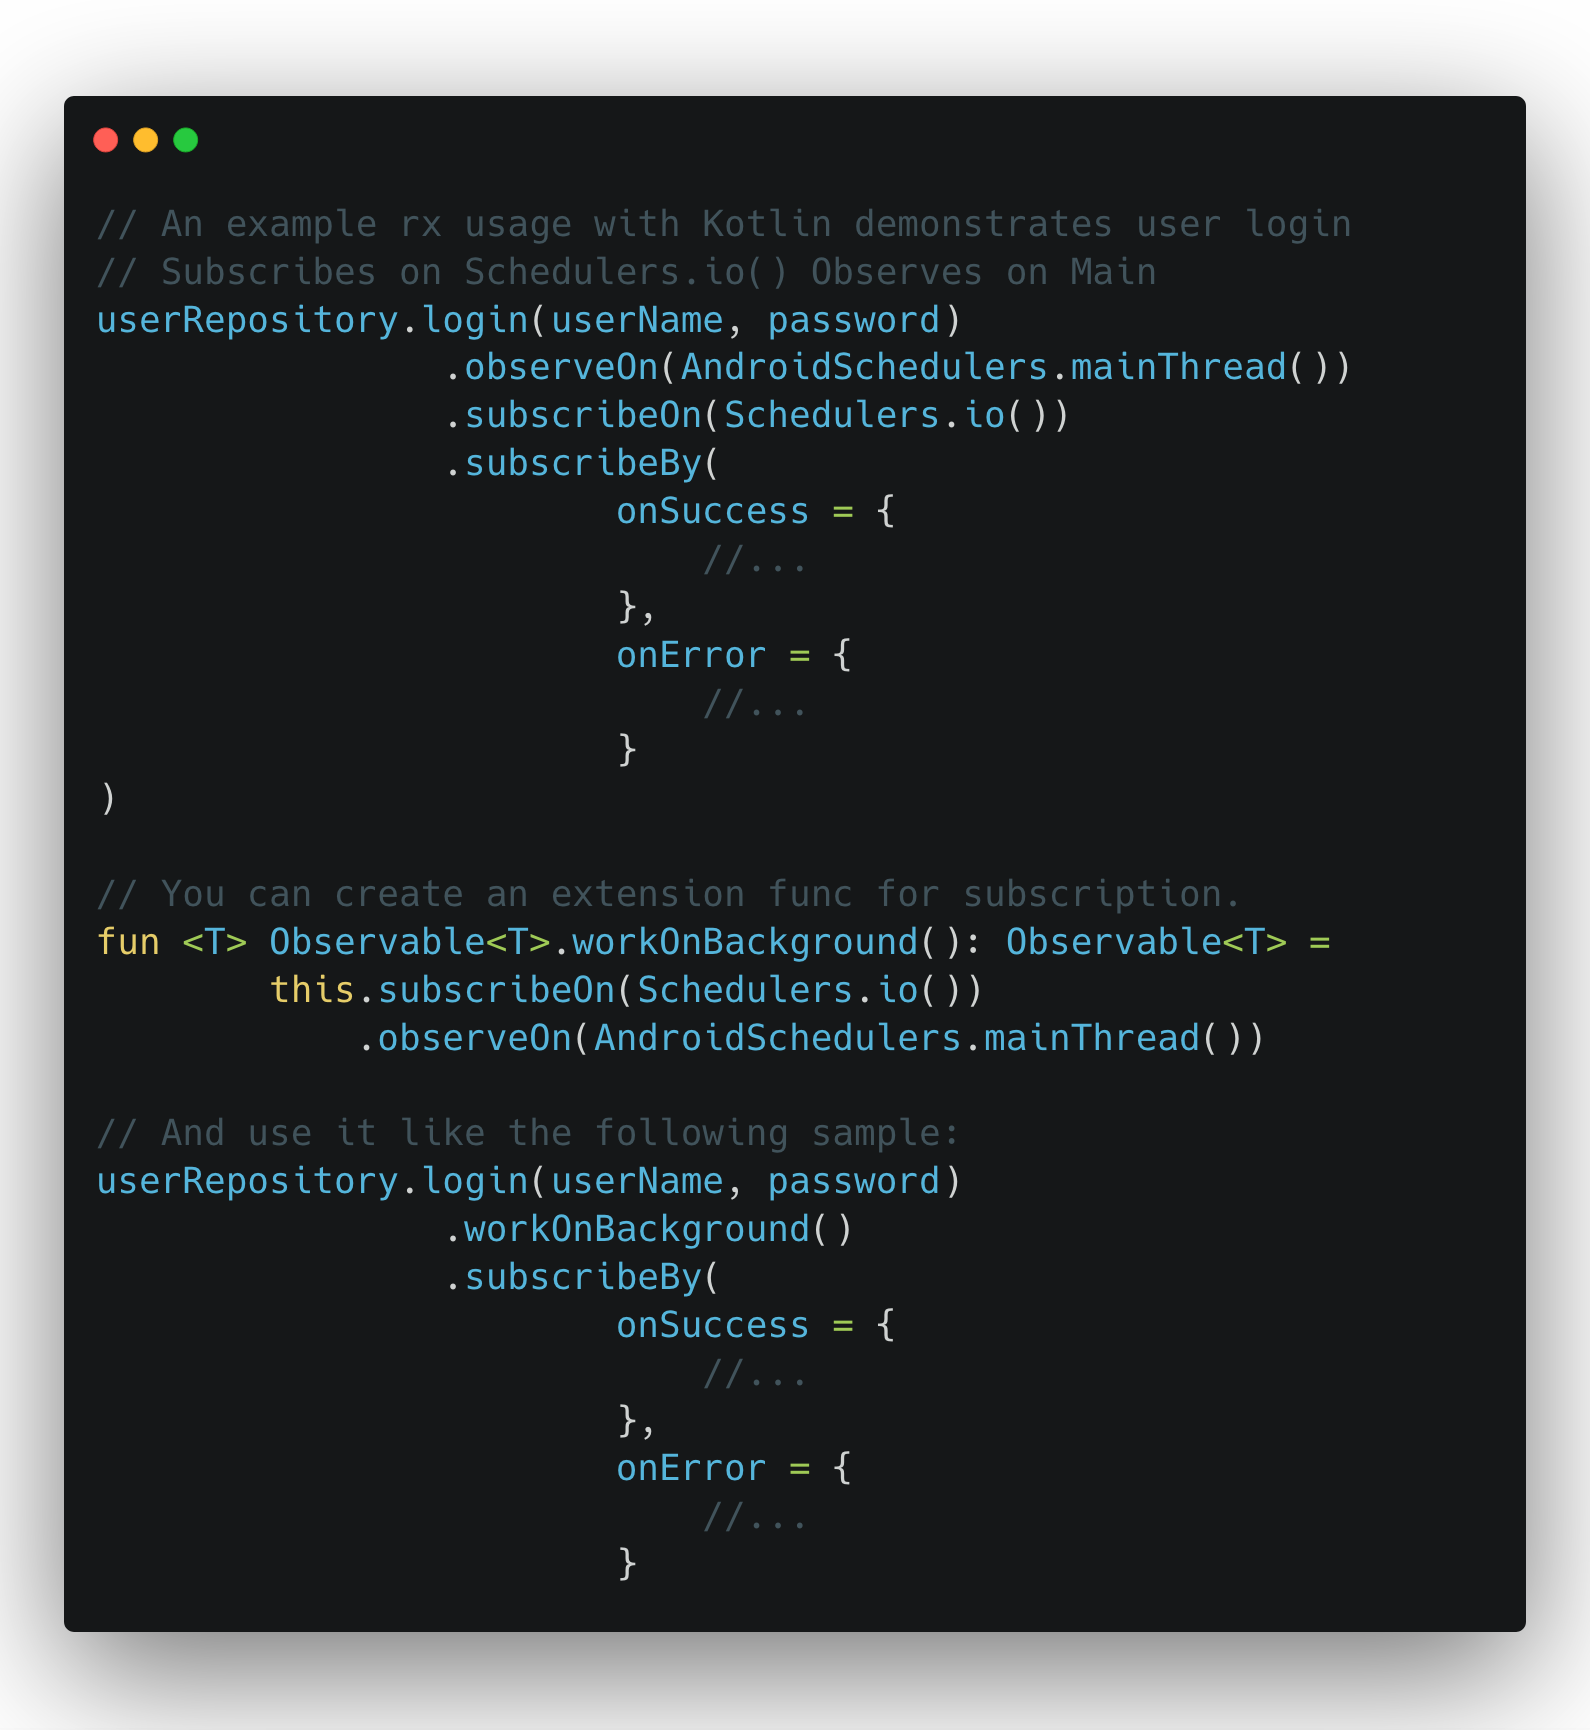 // An example rx usage with Kotlin demonstrates user login
// Subscribes on Schedulers.io() Observes on Main
userRepository.login(userName, password)
                .observeOn(AndroidSchedulers.mainThread())
                .subscribeOn(Schedulers.io())
                .subscribeBy(
                        onSuccess = {
                            //...
                        },
                        onError = {
                            //...
                        }
)

// You can create an extension func for subscription.
fun <T> Observable<T>.workOnBackground(): Observable<T> =
        this.subscribeOn(Schedulers.io())
            .observeOn(AndroidSchedulers.mainThread())

// And use it like the following sample:
userRepository.login(userName, password)
                .workOnBackground()
                .subscribeBy(
                        onSuccess = {
                            //...
                        },
                        onError = {
                            //...
                        }